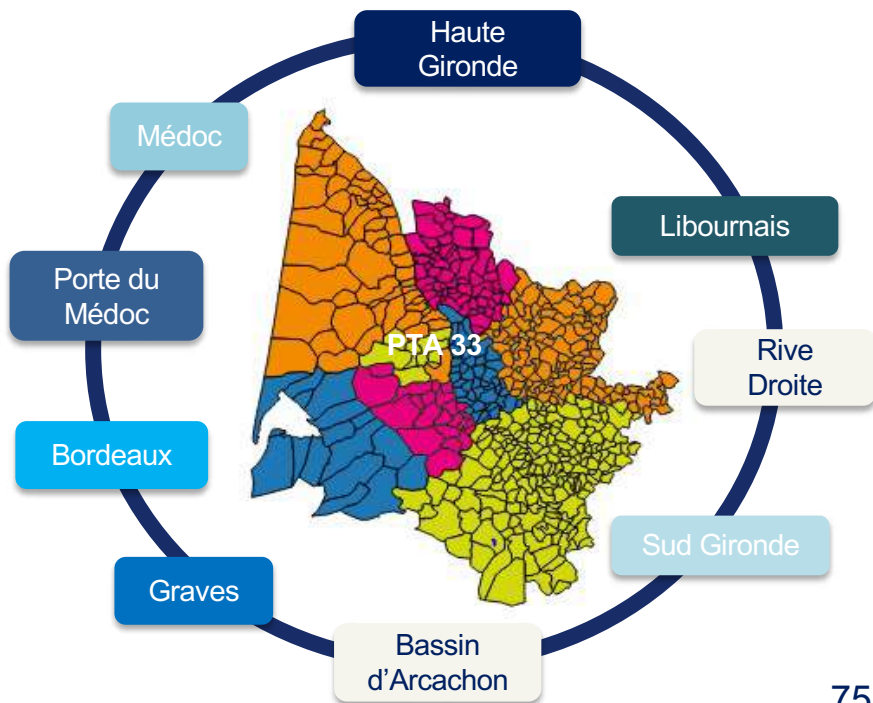 Haute
Gironde
Médoc
Libournais
Porte du
Médoc
PTA 33
Rive
Droite
Bordeaux
Sud Gironde
Graves
Bassin
d’Arcachon
75